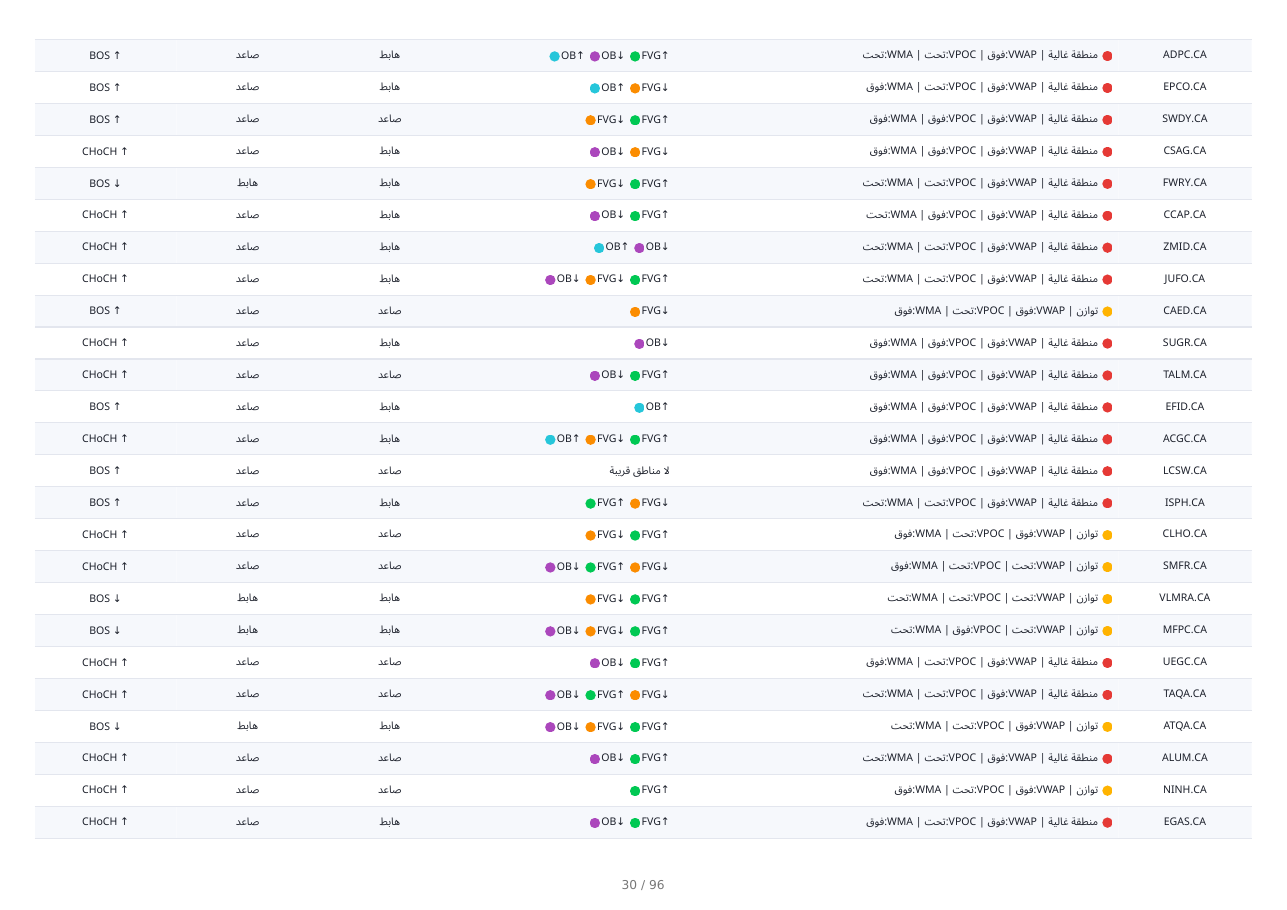 ADPC.CA منطقة غالية | VWAP:فوق | VPOC:تحت | WMA:تحت FVG↑ OB↓ OB↑ هابط صاعد BOS ↑
EPCO.CA منطقة غالية | VWAP:فوق | VPOC:تحت | WMA:فوق FVG↓ OB↑ هابط صاعد BOS ↑
SWDY.CA منطقة غالية | VWAP:فوق | VPOC:فوق | WMA:فوق FVG↑ FVG↓ صاعد صاعد BOS ↑
CSAG.CA منطقة غالية | VWAP:فوق | VPOC:فوق | WMA:فوق FVG↓ OB↓ هابط صاعد CHoCH ↑
FWRY.CA منطقة غالية | VWAP:فوق | VPOC:تحت | WMA:تحت FVG↑ FVG↓ هابط هابط BOS ↓
CCAP.CA منطقة غالية | VWAP:فوق | VPOC:فوق | WMA:تحت FVG↑ OB↓ هابط صاعد CHoCH ↑
ZMID.CA منطقة غالية | VWAP:فوق | VPOC:تحت | WMA:تحت OB↓ OB↑ هابط صاعد CHoCH ↑
JUFO.CA منطقة غالية | VWAP:فوق | VPOC:تحت | WMA:تحت FVG↑ FVG↓ OB↓ هابط صاعد CHoCH ↑
CAED.CA توازن | VWAP:فوق | VPOC:تحت | WMA:فوق FVG↓ صاعد صاعد BOS ↑
SUGR.CA منطقة غالية | VWAP:فوق | VPOC:فوق | WMA:فوق OB↓ هابط صاعد CHoCH ↑
TALM.CA منطقة غالية | VWAP:فوق | VPOC:فوق | WMA:فوق FVG↑ OB↓ صاعد صاعد CHoCH ↑
EFID.CA منطقة غالية | VWAP:فوق | VPOC:فوق | WMA:فوق OB↑ هابط صاعد BOS ↑
ACGC.CA منطقة غالية | VWAP:فوق | VPOC:فوق | WMA:فوق FVG↑ FVG↓ OB↑ هابط صاعد CHoCH ↑
LCSW.CA منطقة غالية | VWAP:فوق | VPOC:فوق | WMA:فوق لا مناطق قريبة صاعد صاعد BOS ↑
ISPH.CA منطقة غالية | VWAP:فوق | VPOC:تحت | WMA:تحت FVG↓ FVG↑ هابط صاعد BOS ↑
CLHO.CA توازن | VWAP:فوق | VPOC:تحت | WMA:فوق FVG↑ FVG↓ صاعد صاعد CHoCH ↑
SMFR.CA توازن | VWAP:تحت | VPOC:تحت | WMA:فوق FVG↓ FVG↑ OB↓ صاعد صاعد CHoCH ↑
VLMRA.CA توازن | VWAP:تحت | VPOC:تحت | WMA:تحت FVG↑ FVG↓ هابط هابط BOS ↓
MFPC.CA توازن | VWAP:تحت | VPOC:فوق | WMA:تحت FVG↑ FVG↓ OB↓ هابط هابط BOS ↓
UEGC.CA منطقة غالية | VWAP:فوق | VPOC:تحت | WMA:فوق FVG↑ OB↓ صاعد صاعد CHoCH ↑
TAQA.CA منطقة غالية | VWAP:فوق | VPOC:تحت | WMA:تحت FVG↓ FVG↑ OB↓ صاعد صاعد CHoCH ↑
ATQA.CA توازن | VWAP:فوق | VPOC:تحت | WMA:تحت FVG↑ FVG↓ OB↓ هابط هابط BOS ↓
ALUM.CA منطقة غالية | VWAP:فوق | VPOC:تحت | WMA:تحت FVG↑ OB↓ صاعد صاعد CHoCH ↑
NINH.CA توازن | VWAP:فوق | VPOC:تحت | WMA:فوق FVG↑ صاعد صاعد CHoCH ↑
EGAS.CA منطقة غالية | VWAP:فوق | VPOC:تحت | WMA:فوق FVG↑ OB↓ هابط صاعد CHoCH ↑
30 / 96